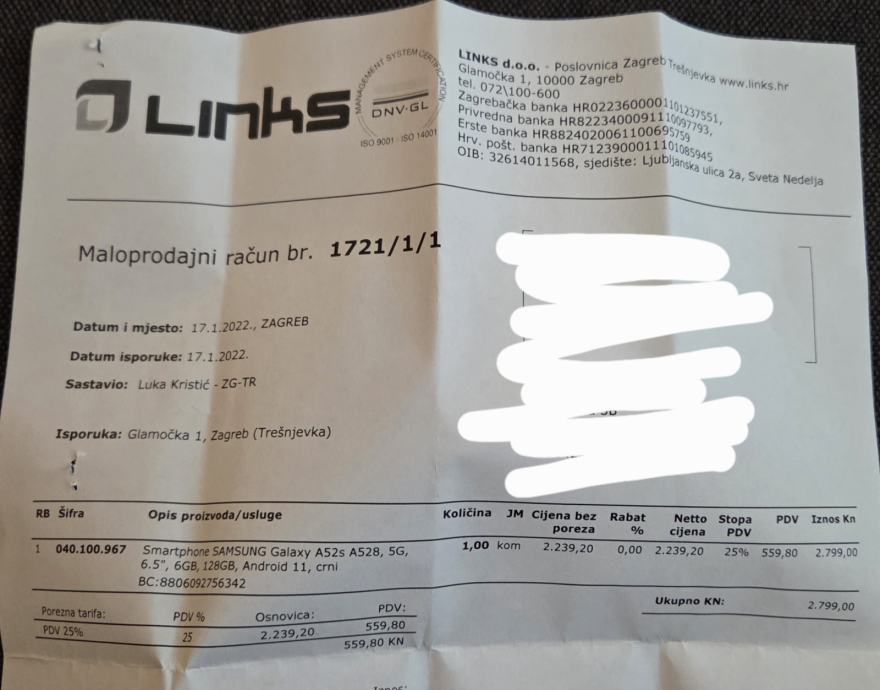 LINKS
MANAGEMENT SYSTEM CERTIFICATION
DNV·GL
ISO 9001 · ISO 14001
LINKS d.o.o. - Poslovnica Zagreb Trešnjevka www.links.hr
Glamočka 1, 10000 Zagreb
tel. 072\100-600
Zagrebačka banka HR0223600001101237551,
Privredna banka HR8223400091110097793,
Erste banka HR8824020061100695759
Hrv. pošt. banka HR7123900011101085945
OIB: 32614011568, sjedište: Ljubljanska ulica 2a, Sveta Nedelja
Maloprodajni račun br. 1721/1/1
Datum i mjesto: 17.1.2022., ZAGREB
Datum isporuke: 17.1.2022.
Sastavio: Luka Kristić - ZG-TR
Isporuka: Glamočka 1, Zagreb (Trešnjevka)
RB Šifra Opis proizvoda/usluge Količina JM Cijena bez poreza Rabat % Netto cijena Stopa PDV PDV Iznos Kn
1 040.100.967 Smartphone SAMSUNG Galaxy A52s A528, 5G, 1,00 kom 2.239,20 0,00 2.239,20 25% 559,80 2.799,00
6.5", 6GB, 128GB, Android 11, crni
BC:8806092756342
Ukupno KN: 2.799,00
Porezna tarifa: PDV % Osnovica: PDV:
PDV 25% 25 2.239,20 559,80
559,80 KN